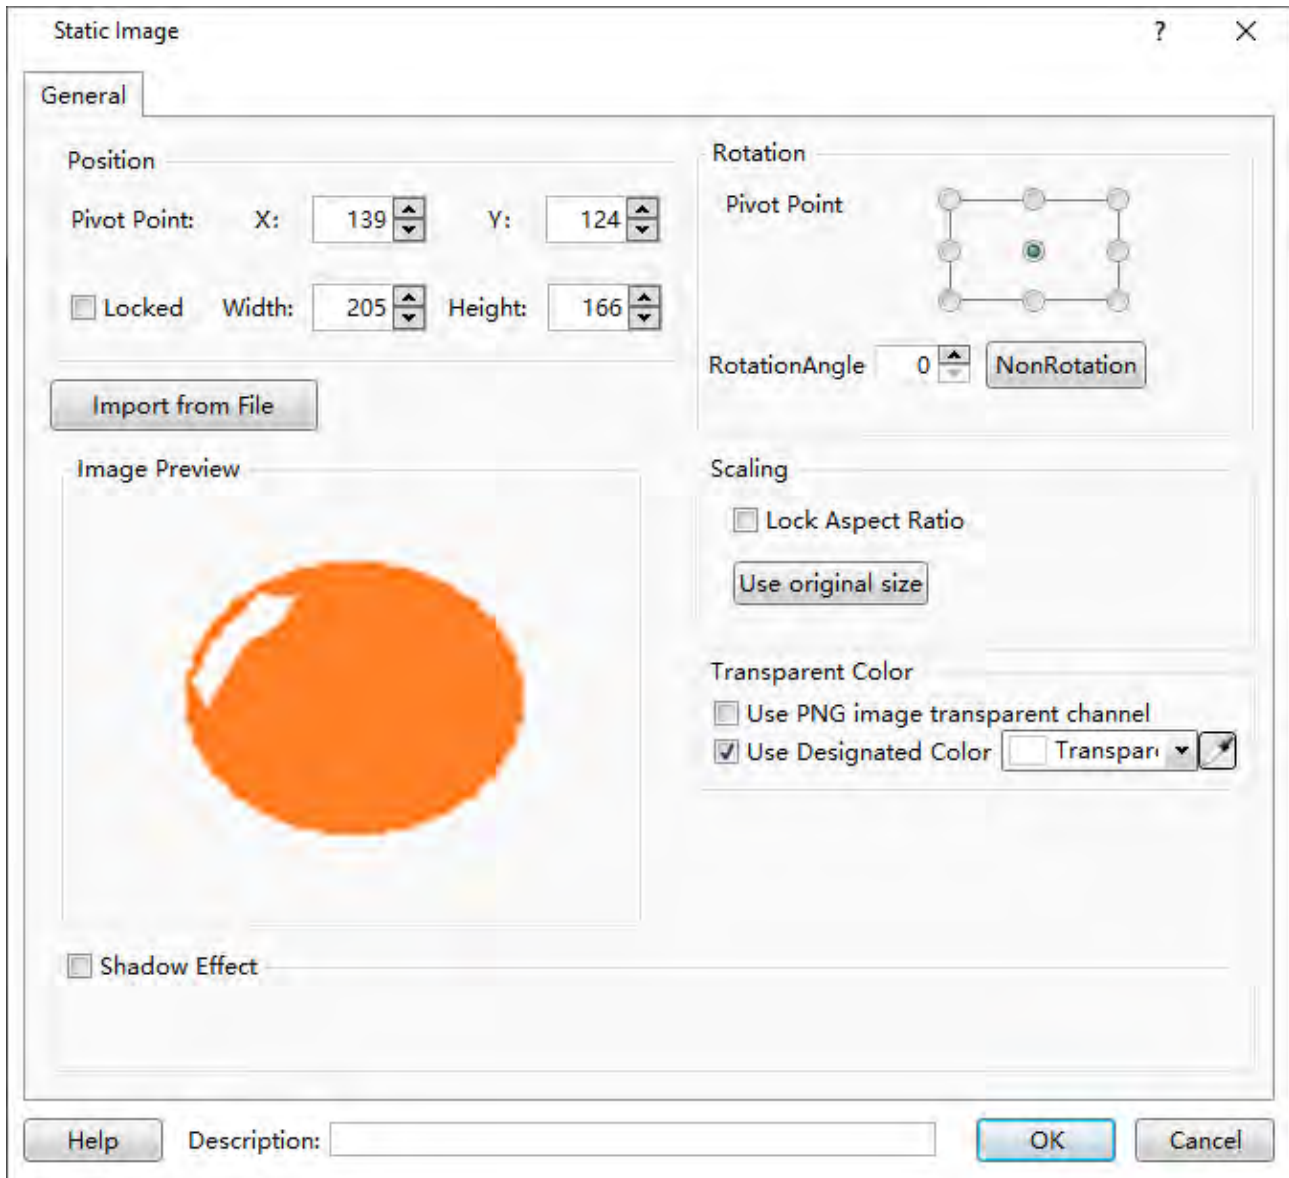 Static Image
?
General
Position
Pivot Point: X: 139 Y: 124
Locked Width: 205 Height: 166
Import from File
Image Preview
Rotation
Pivot Point
RotationAngle 0 NonRotation
Scaling
Lock Aspect Ratio
Use original size
Transparent Color
Use PNG image transparent channel
Use Designated Color
Shadow Effect
Help Description: OK Cancel